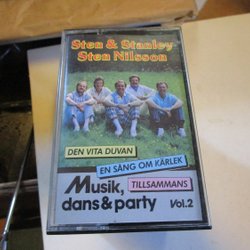 Sten & Stanley
Sten Nilsson
DEN VITA DUVAN
EN SÅNG OM KÄRLEK
TILLSAMMANS
Musik,
dans & party Vol.2